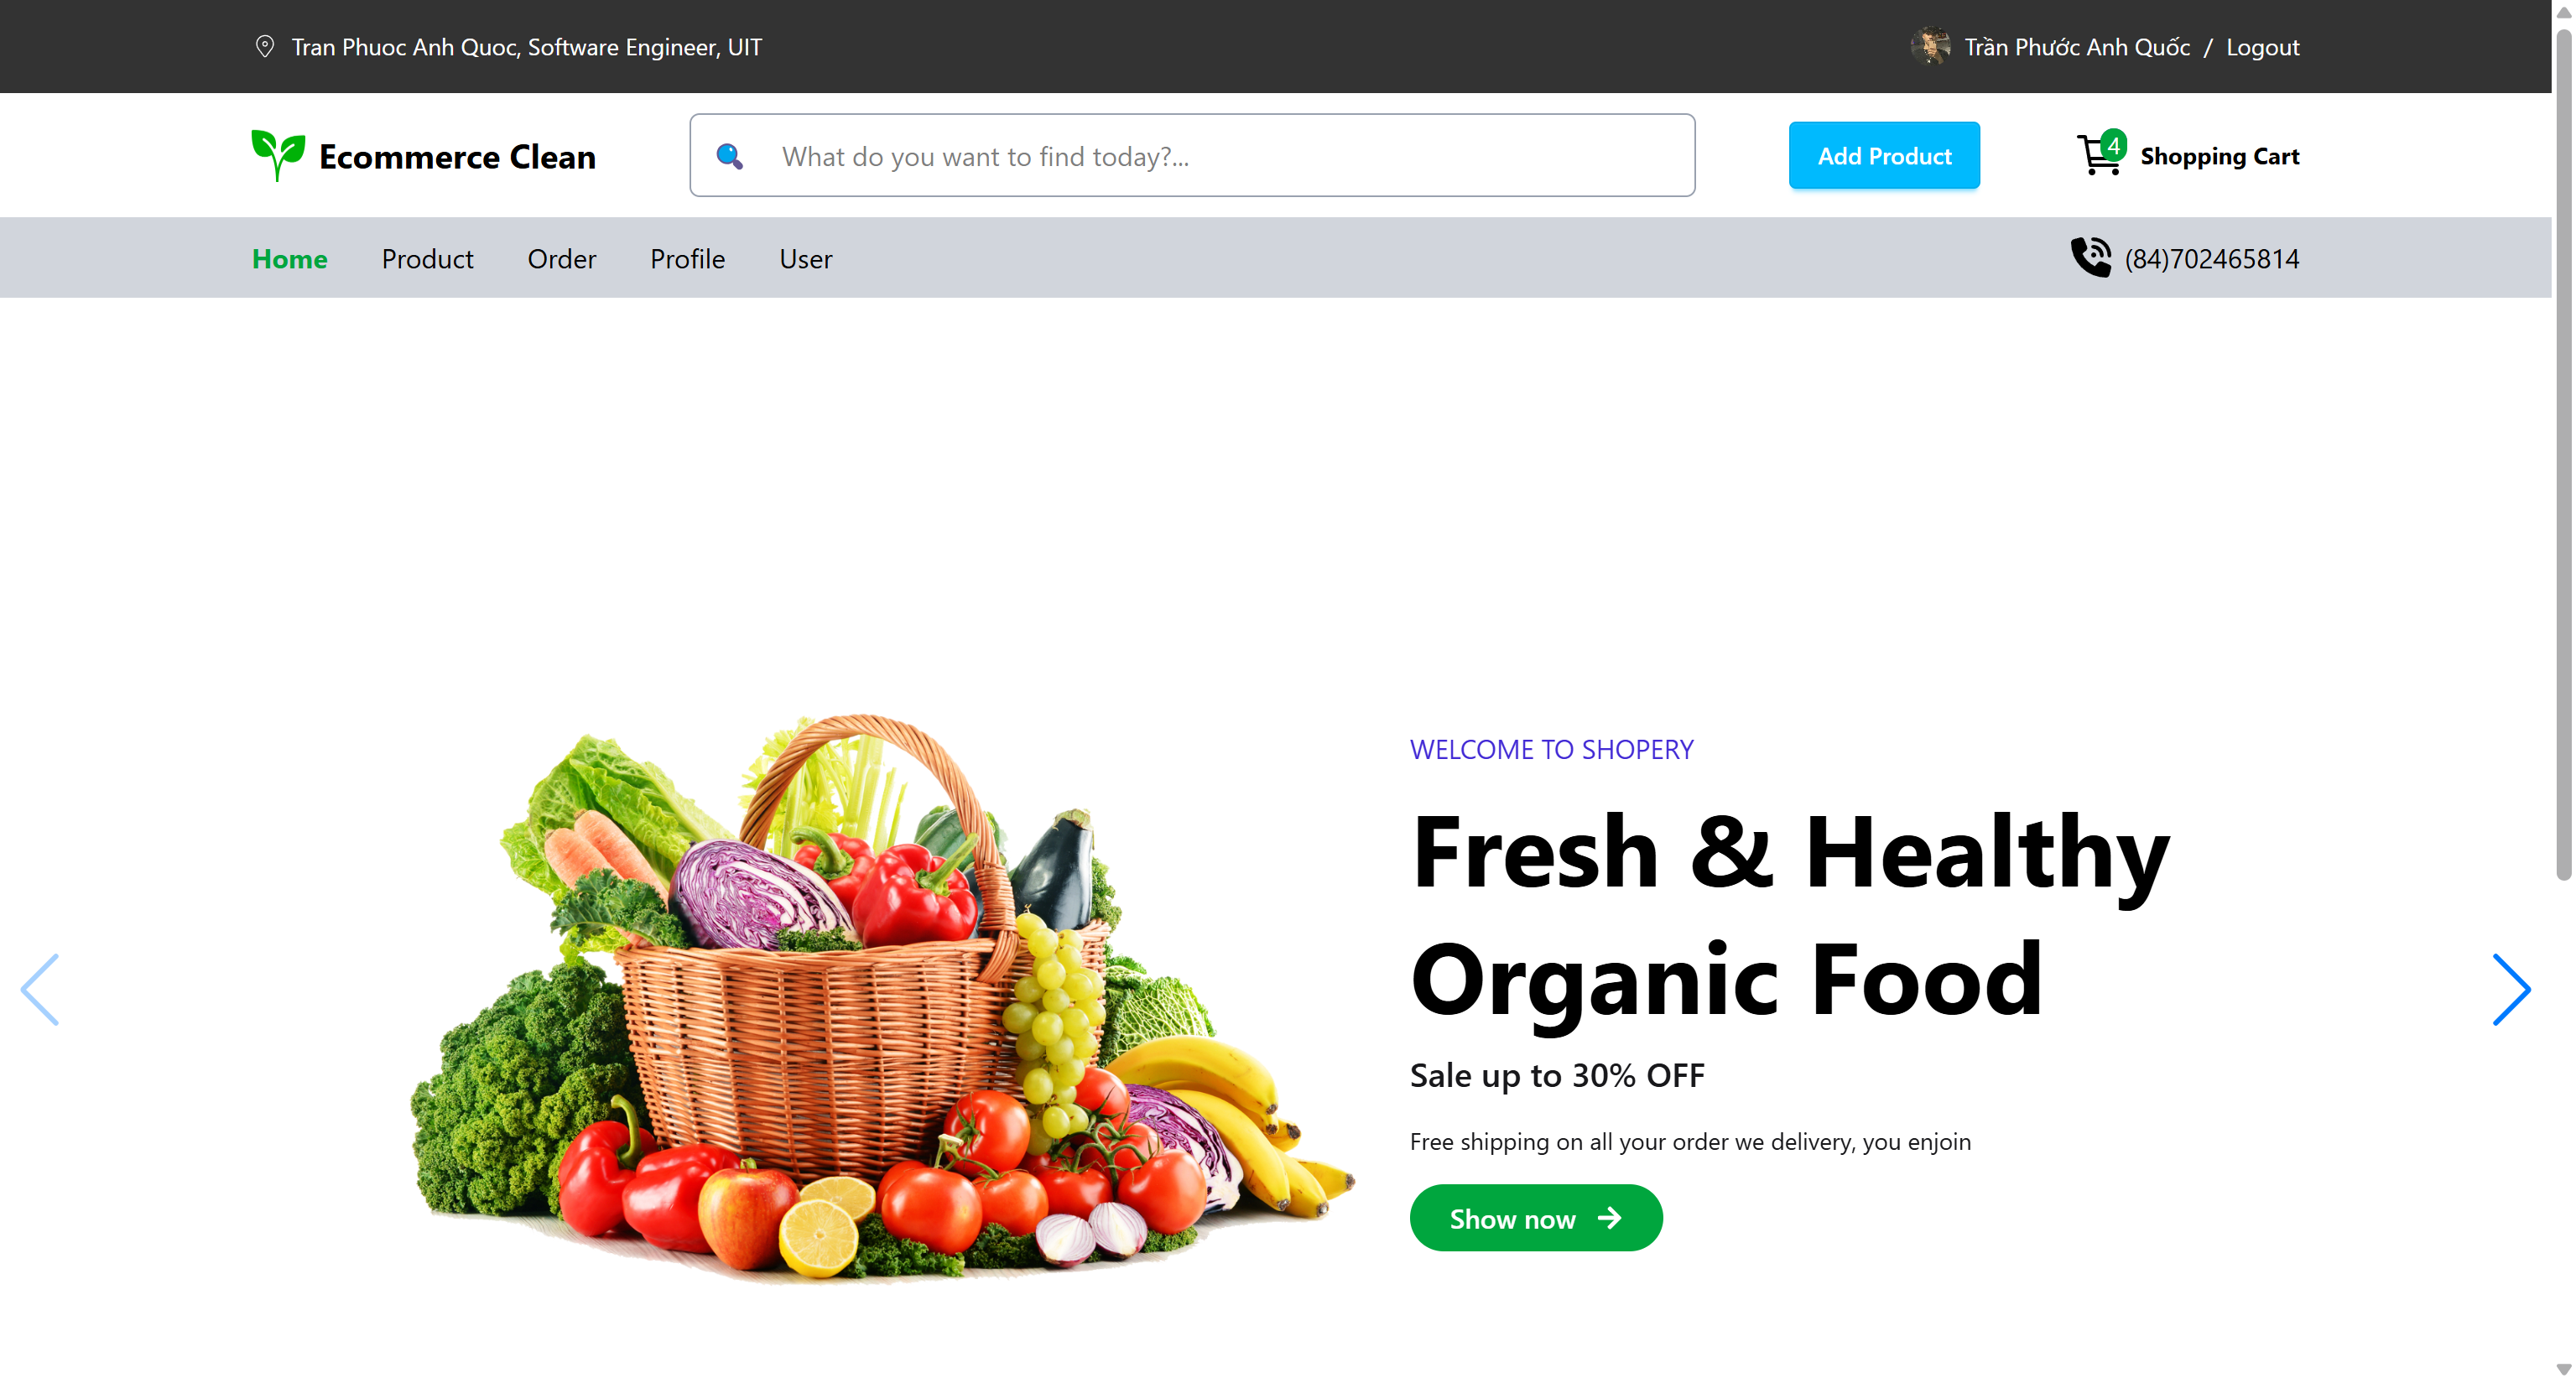 Tran Phuoc Anh Quoc, Software Engineer, UIT
Trần Phước Anh Quốc / Logout
Ecommerce Clean
What do you want to find today?...
Add Product
4
Shopping Cart
Home Product Order Profile User
(84)702465814
WELCOME TO SHOPERY
Fresh & Healthy
Organic Food
Sale up to 30% OFF
Free shipping on all your order we delivery, you enjoin
Show now